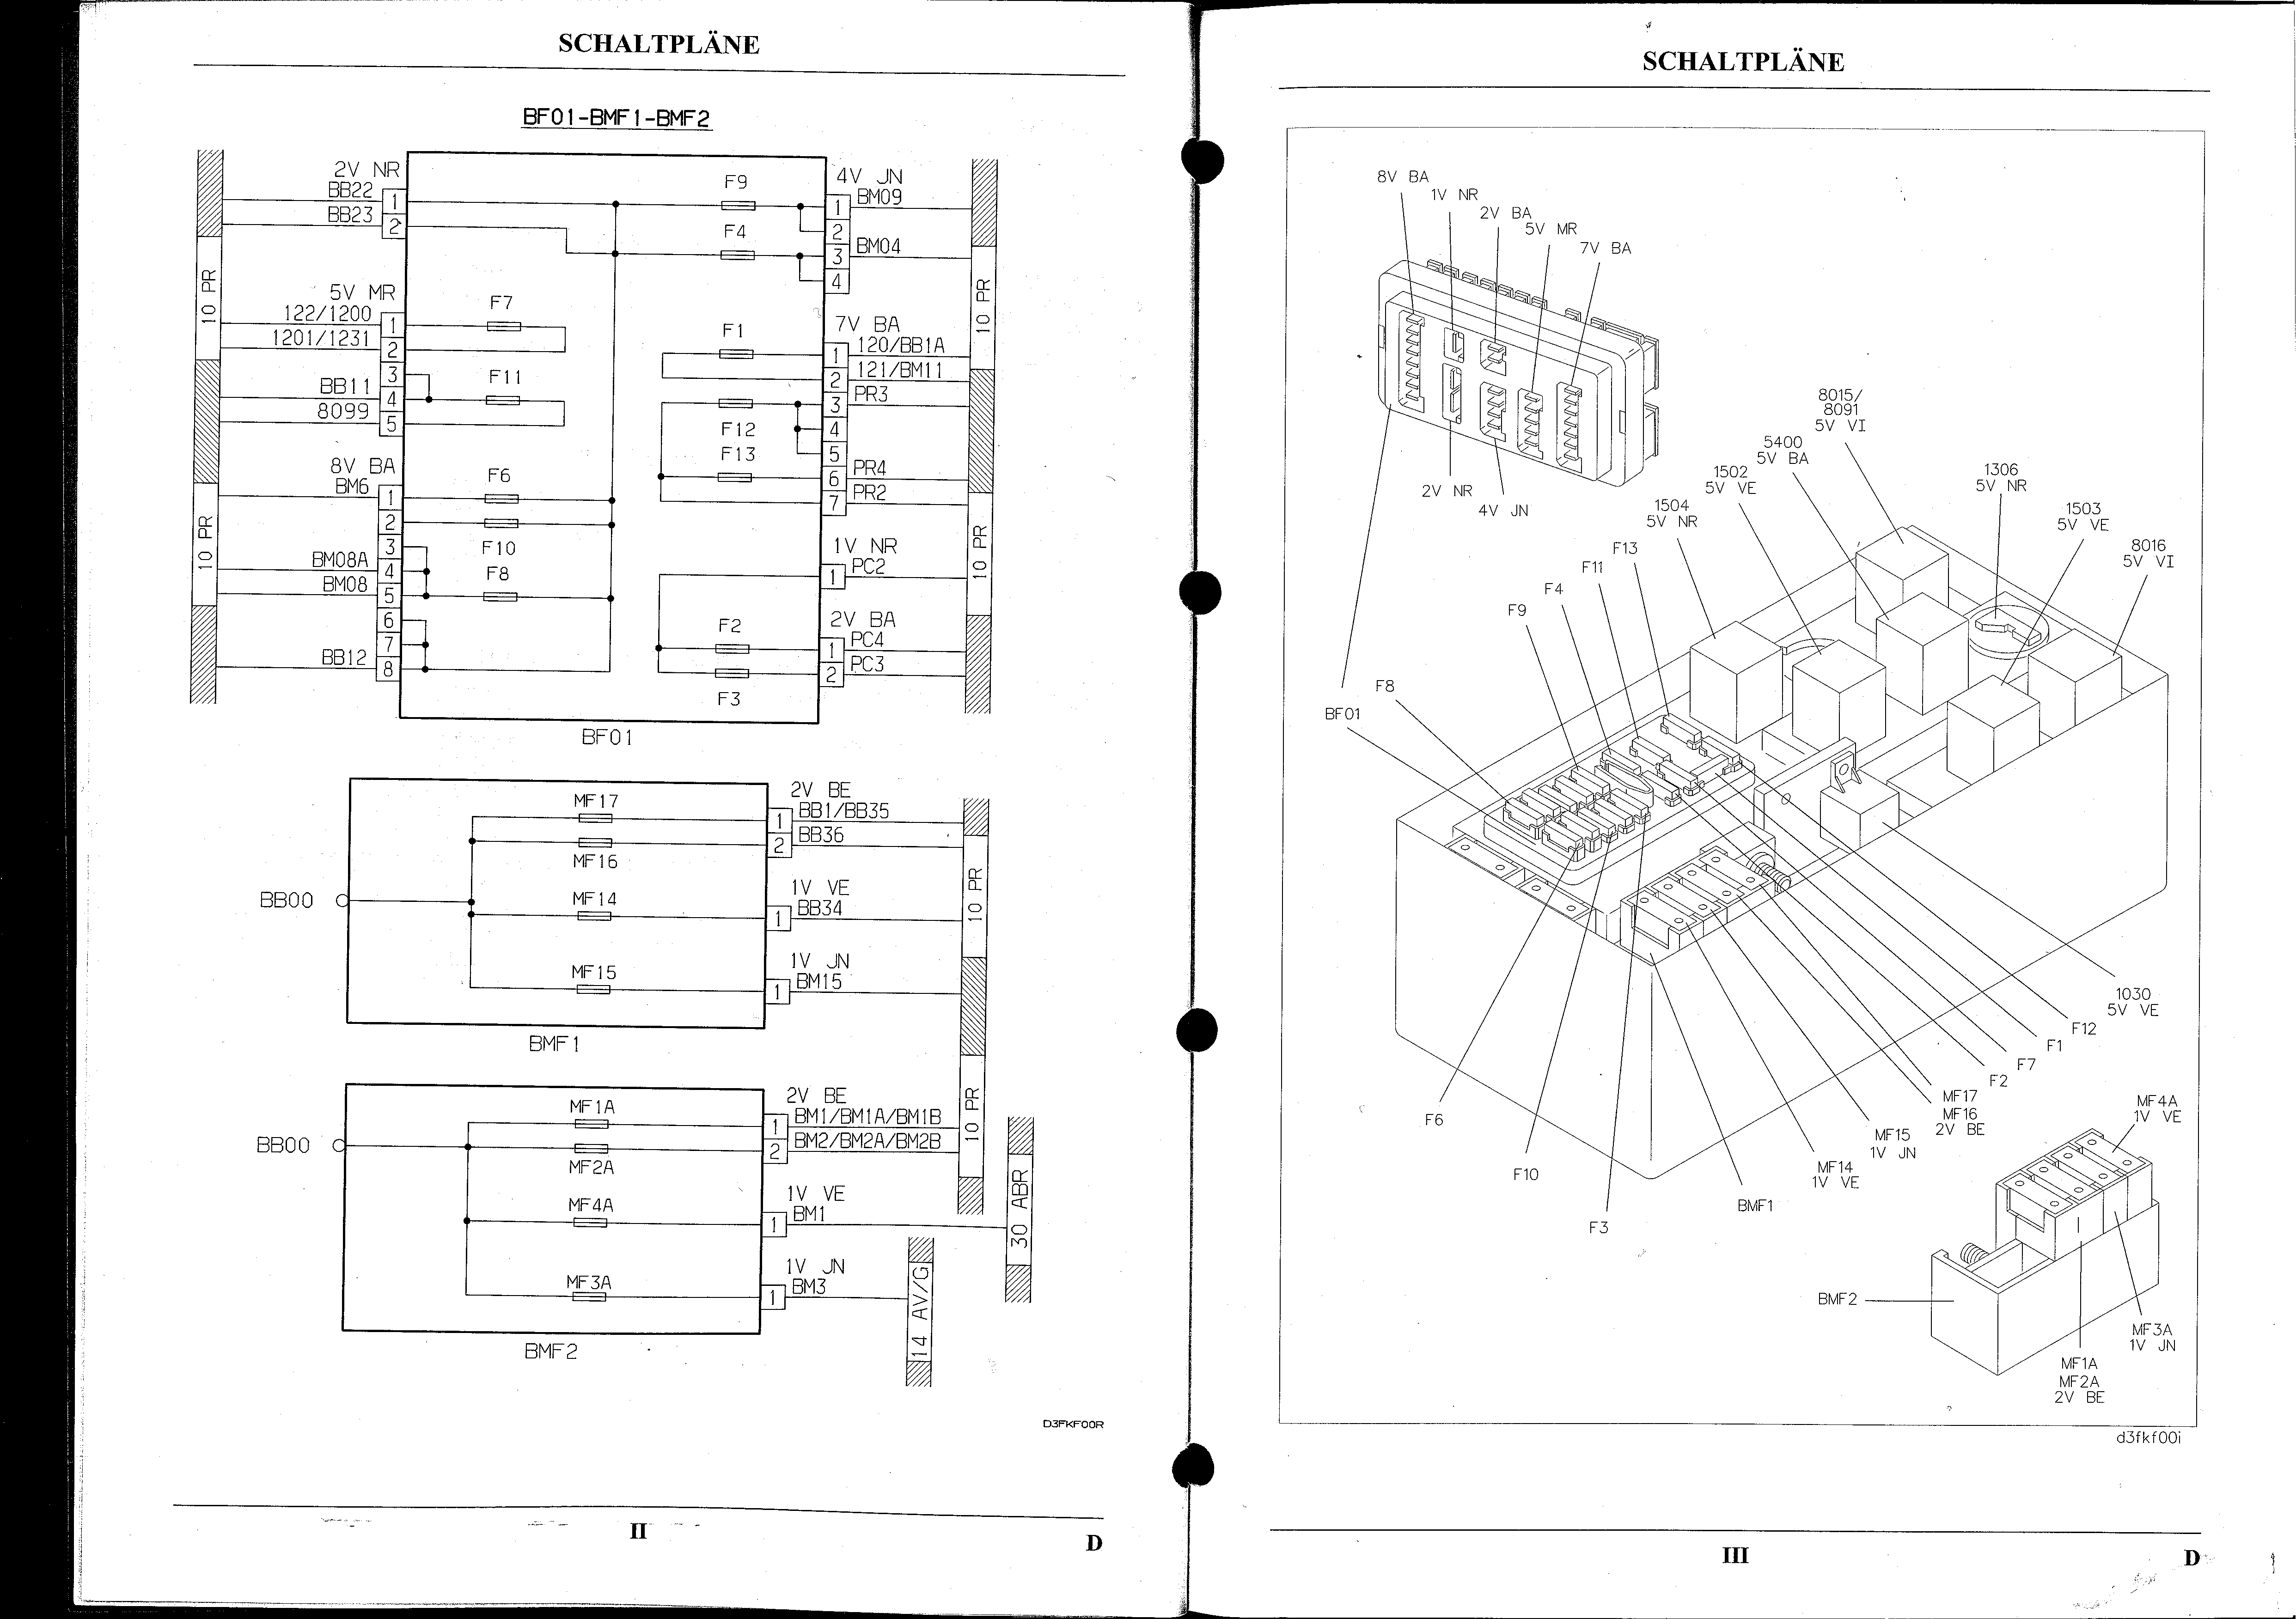 SCHALTPLÄNE
BF01-BMF1-BMF2
2V NR
BB22
1
BB23
2
10 PR
5V MR
122/1200
1
1201/1231
2
3
BB11
4
8099
5
8V BA
BM6
1
2
3
BM08A
4
BM08
5
6
7
BB12
8
10 PR
F7
F11
F6
F10
F8
F9
F4
F1
F12
F13
F2
F3
4V JN
1
BM09
2
3
BM04
4
10 PR
7V BA
1
120/BB1A
2
121/BM11
3
PR3
4
5
6
PR4
7
PR2
10 PR
1V NR
1
PC2
2V BA
1
PC4
2
PC3
BF01
BB00
MF17
MF16
MF14
MF15
2V BE
1
BB1/BB35
2
BB36
1V VE
1
BB34
1V JN
1
BM15
10 PR
BMF1
BB00
MF1A
MF2A
MF4A
MF3A
2V BE
1
BM1/BM1A/BM1B
2
BM2/BM2A/BM2B
10 PR
1V VE
1
BM1
30 ABR
1V JN
1
BM3
14 AV/G
BMF2
D3FKF00R
II
D
SCHALTPLÄNE
8V BA
1V NR
2V BA
5V MR
7V BA
2V NR
4V JN
8015/
8091
5V VI
5400
5V BA
1502
5V VE
1504
5V NR
1306
5V NR
1503
5V VE
8016
5V VI
F13
F11
F4
F9
F8
BF01
1030
5V VE
F12
F1
F7
F2
MF17
MF16
2V BE
MF15
1V JN
MF14
1V VE
BMF1
F6
F10
F3
MF4A
1V VE
BMF2
MF3A
1V JN
MF1A
MF2A
2V BE
d3fkf00i
III
D